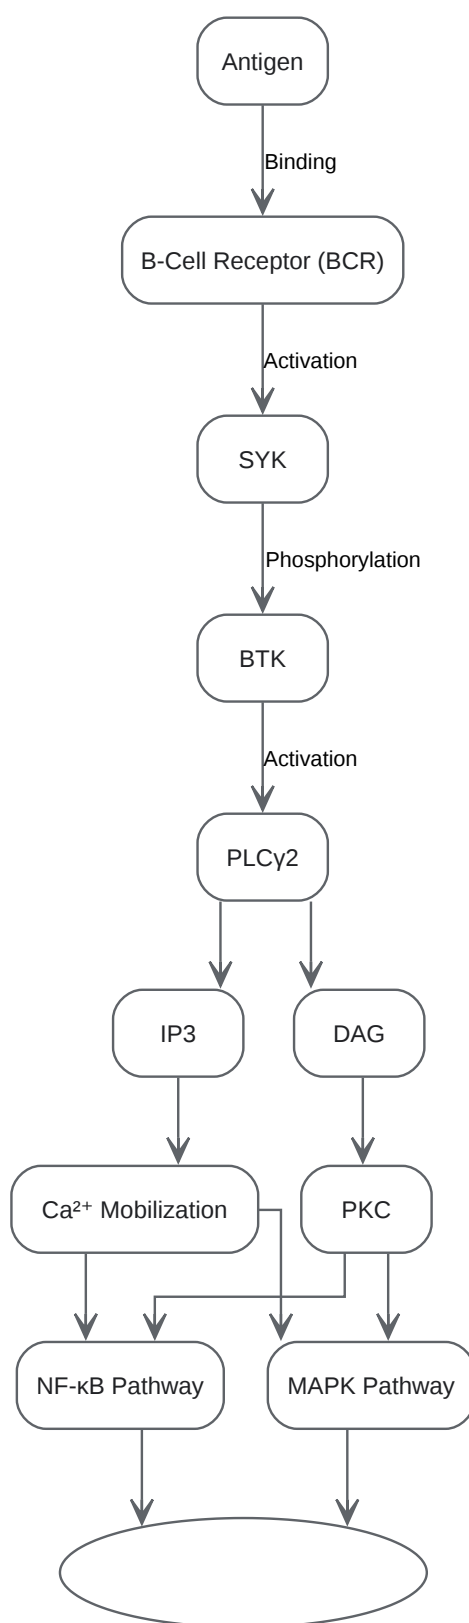 Antigen
Binding
B-Cell Receptor (BCR)
Activation
SYK
Phosphorylation
BTK
Activation
PLCγ2
IP3
DAG
Ca²⁺ Mobilization
PKC
NF-κB Pathway
MAPK Pathway